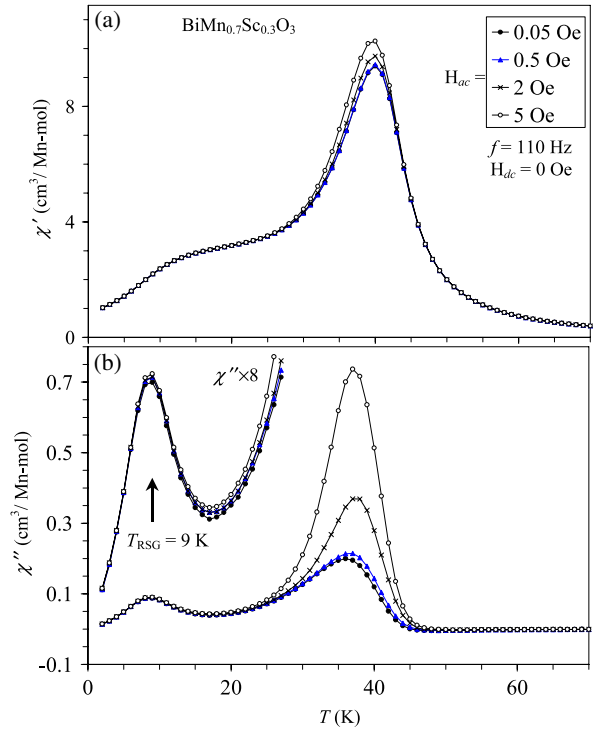 (a)
BiMn0.7Sc0.3O3
Hac =
0.05 Oe
0.5 Oe
2 Oe
5 Oe
f = 110 Hz
Hdc = 0 Oe
χ′ (cm³/ Mn-mol)
8
4
0
(b)
χ″×8
TRSG = 9 K
χ″ (cm³/ Mn-mol)
0.7
0.5
0.3
0.1
-0.1
0
20
40
60
T (K)